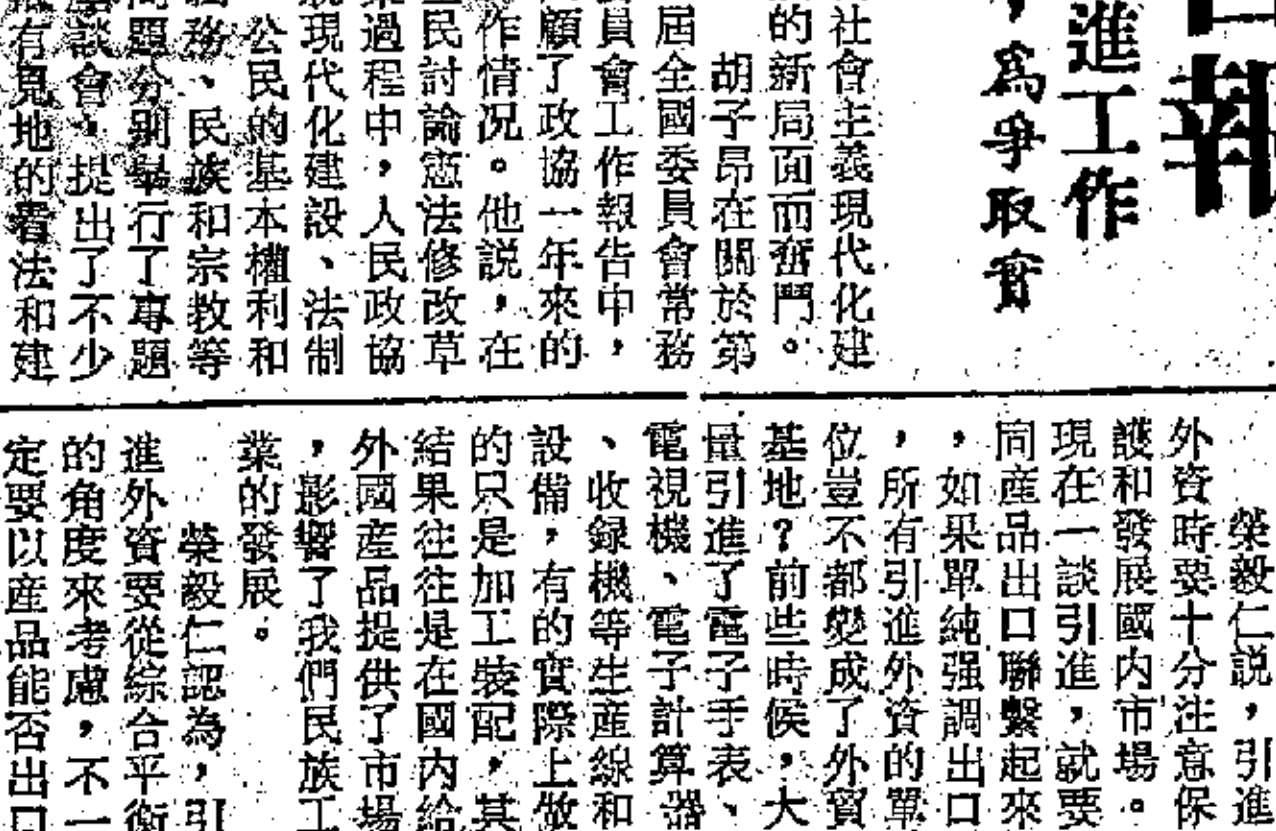 進工作
，爲爭取實
社會主義現代化建
的新局面而奮鬥。
胡子昂在關於第
屆全國委員會常務
員會工作報告中，
顧了政協一年來的
作情况。他説，在
民討論憲法修改草
過程中，人民政協
現代化建設、法制
公民的基本權利和
務、民族和宗教等
題分别舉行了專題
談會，提出了不少
有見地的看法和建
榮毅仁説，引進
外資時要十分注意保
護和發展國内市場。
現在一談引進，就要
同産品出口聯繫起來
，如果單純强調出口
，所有引進外資的單
位豈不都變成了外貿
基地？前些時候，大
量引進了電子手表、
電視機、電子計算器
、收録機等生産線和
設備，有的實際上做
的只是加工裝配，其
結果往往是在國内給
外國産品提供了市場
，影響了我們民族工
業的發展。
榮毅仁認為，引
進外資要從綜合平衡
的角度來考慮，不一
定要以産品能否出口